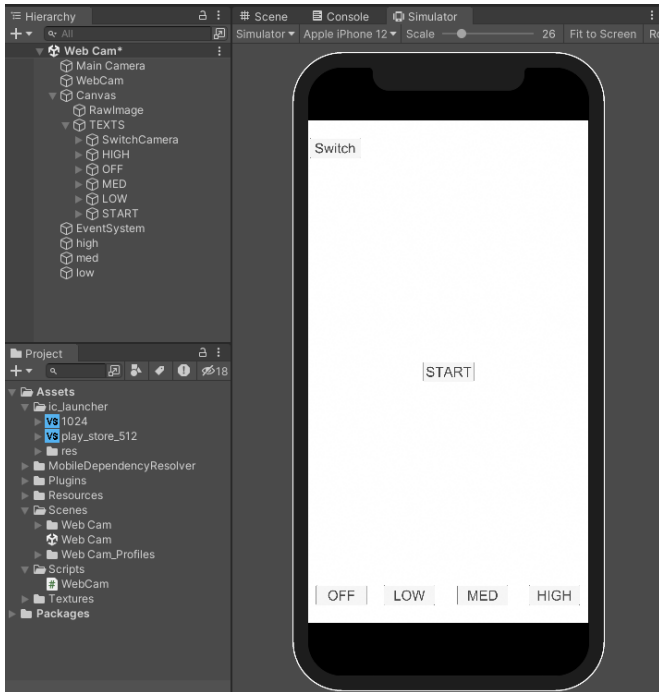 Hierarchy
All
Web Cam*
Main Camera
WebCam
Canvas
RawImage
TEXTS
SwitchCamera
HIGH
OFF
MED
LOW
START
EventSystem
high
med
low
Project
18
Assets
ic_launcher
1024
play_store_512
res
MobileDependencyResolver
Plugins
Resources
Scenes
Web Cam
Web Cam
Web Cam_Profiles
Scripts
WebCam
Textures
Packages
# Scene Console Simulator
Simulator Apple iPhone 12 Scale 26 Fit to Screen Ro
Switch
START
OFF LOW MED HIGH